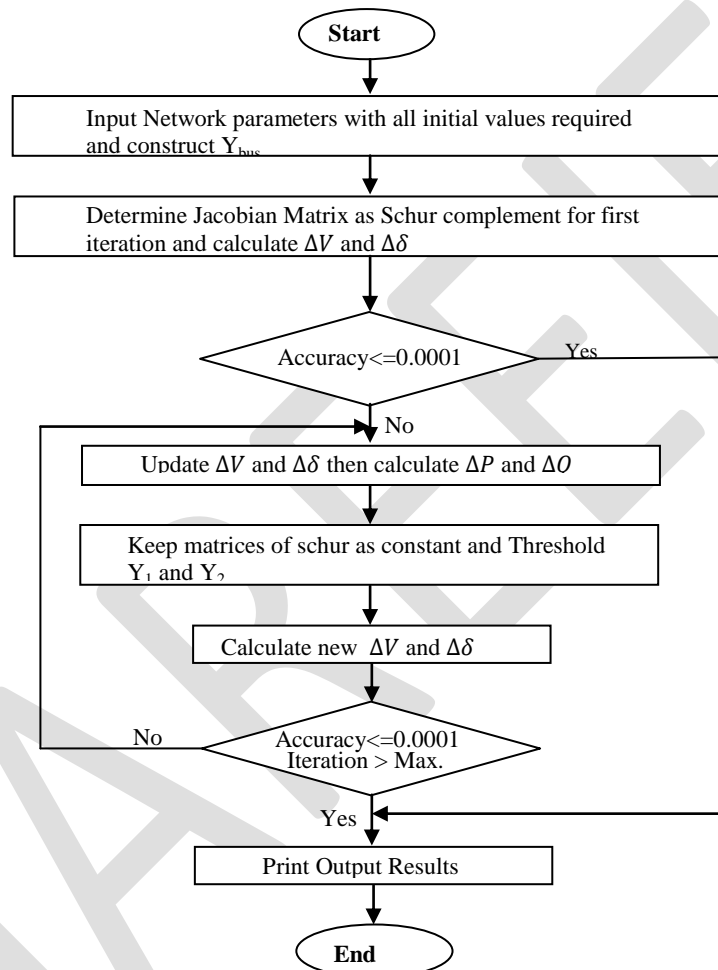 Start
Input Network parameters with all initial values required
and construct Ybus
Determine Jacobian Matrix as Schur complement for first
iteration and calculate Δ𝑉 and Δ𝛿
Accuracy<=0.0001
Yes
No
Update Δ𝑉 and Δ𝛿 then calculate Δ𝑃 and Δ𝑄
Keep matrices of schur as constant and Threshold
Y1 and Y2
Calculate new Δ𝑉 and Δ𝛿
No
Accuracy<=0.0001
Iteration > Max.
Yes
Print Output Results
End